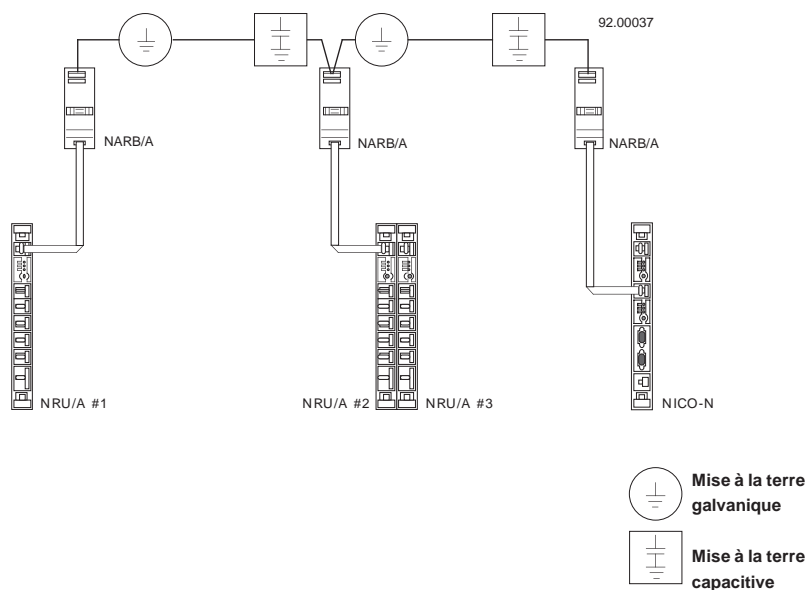 92.00037
NARB/A
NARB/A
NARB/A
NRU/A #1
NRU/A #2
NRU/A #3
NICO-N
Mise à la terre
galvanique
Mise à la terre
capacitive